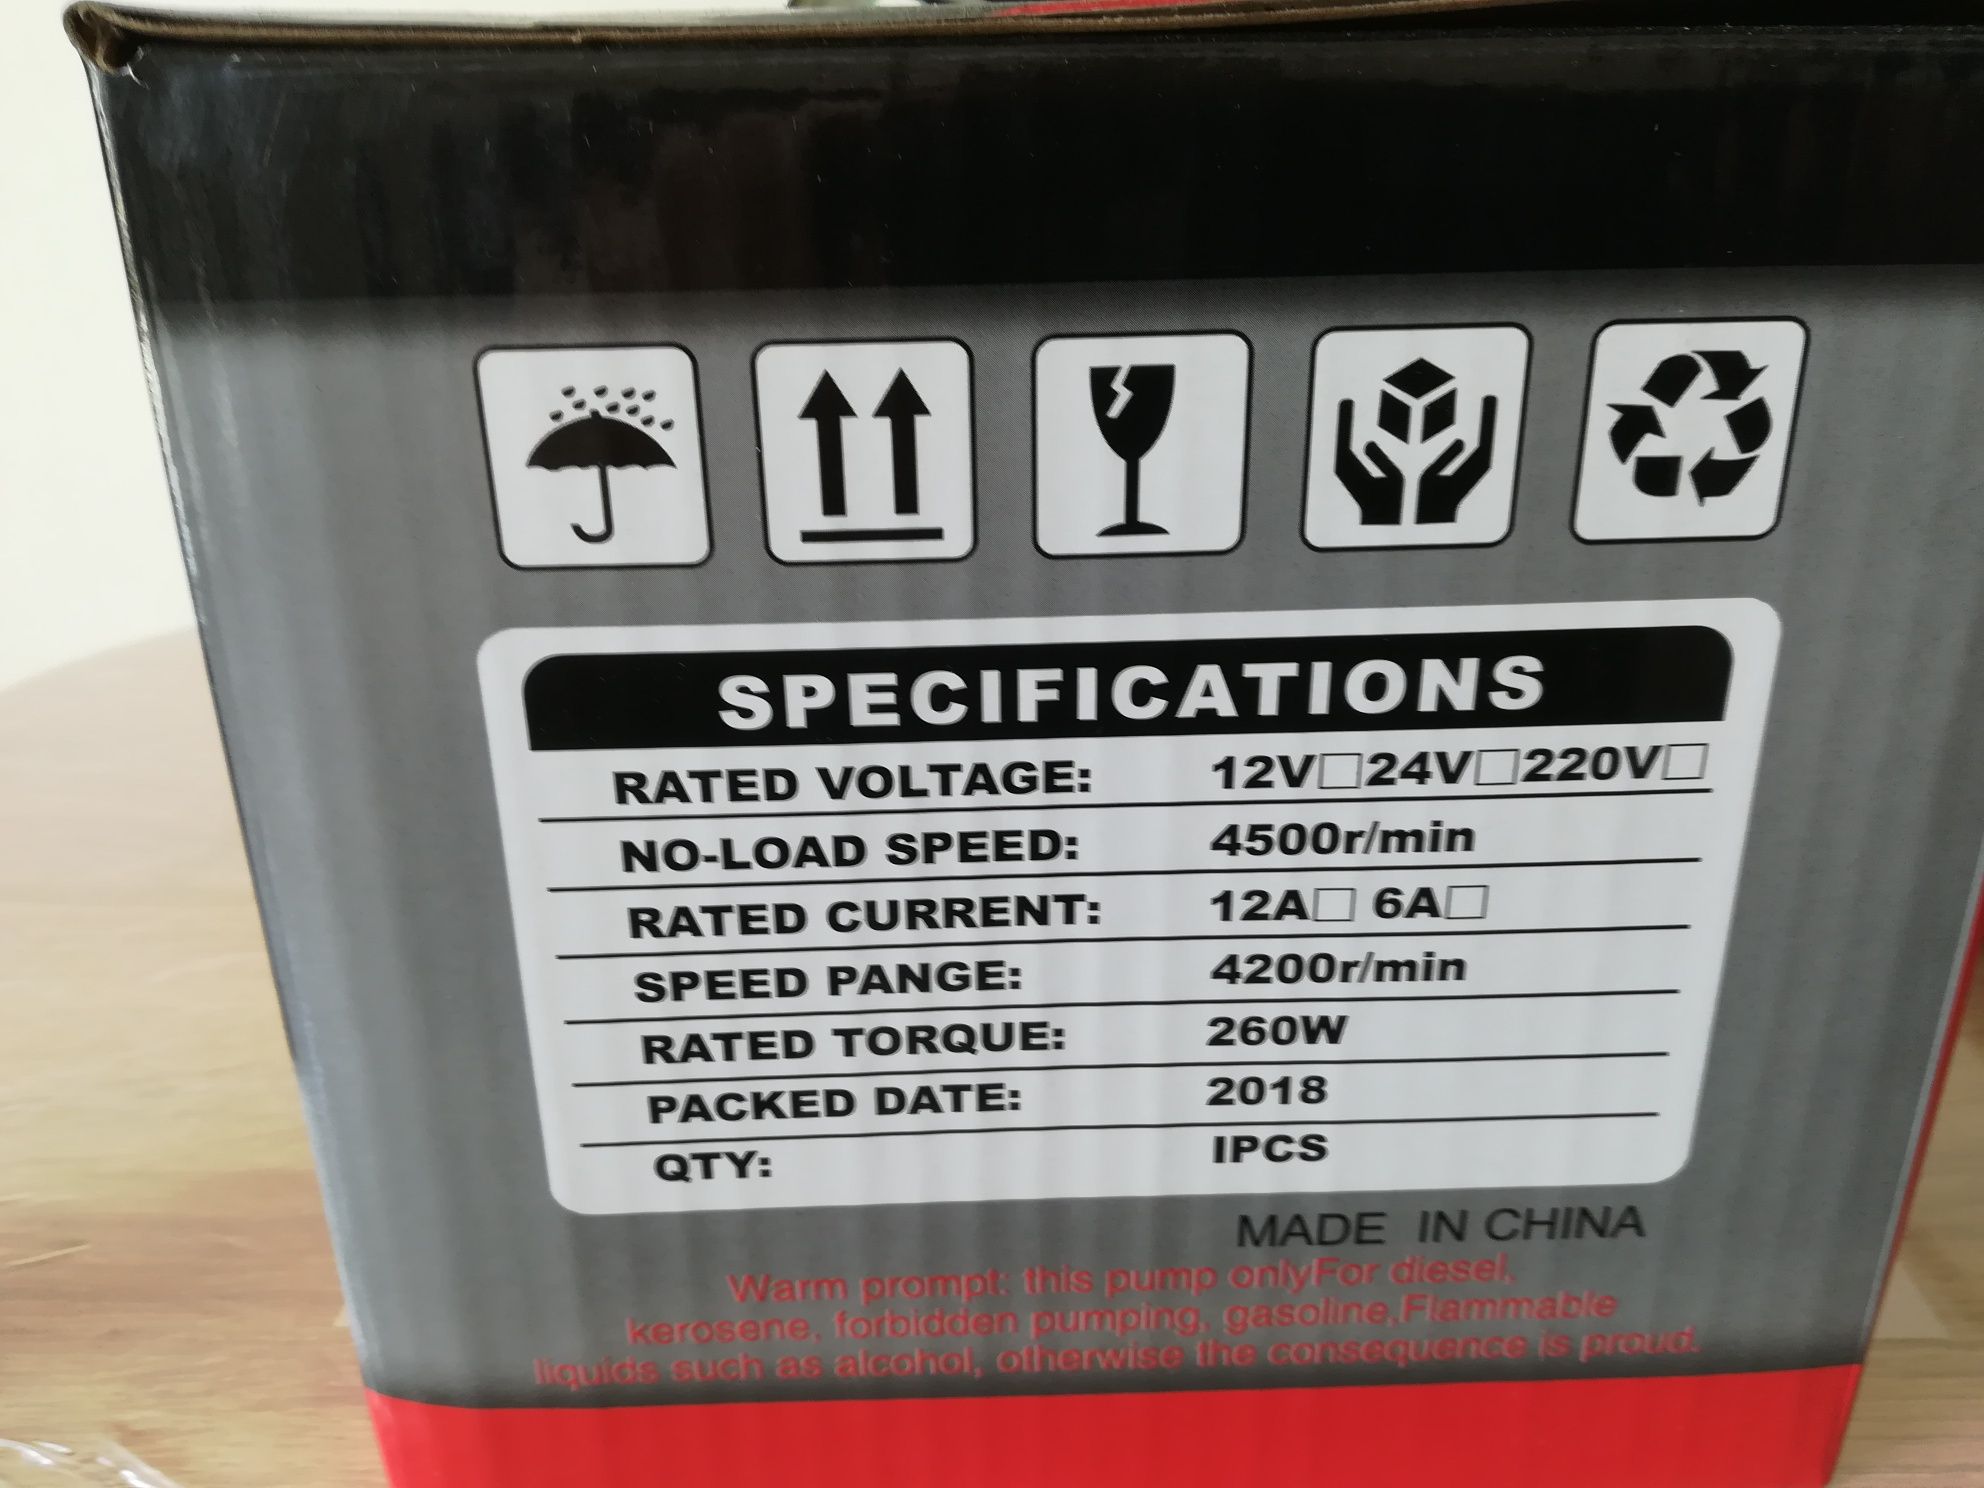 SPECIFICATIONS
RATED VOLTAGE: 12V□24V□220V□
NO-LOAD SPEED: 4500r/min
RATED CURRENT: 12A□ 6A□
SPEED PANGE: 4200r/min
RATED TORQUE: 260W
PACKED DATE: 2018
QTY: IPCS
MADE IN CHINA
Warm prompt: this pump onlyFor diesel,
kerosene, forbidden pumping, gasoline,Flammable
liquids such as alcohol, otherwise the consequence is proud.